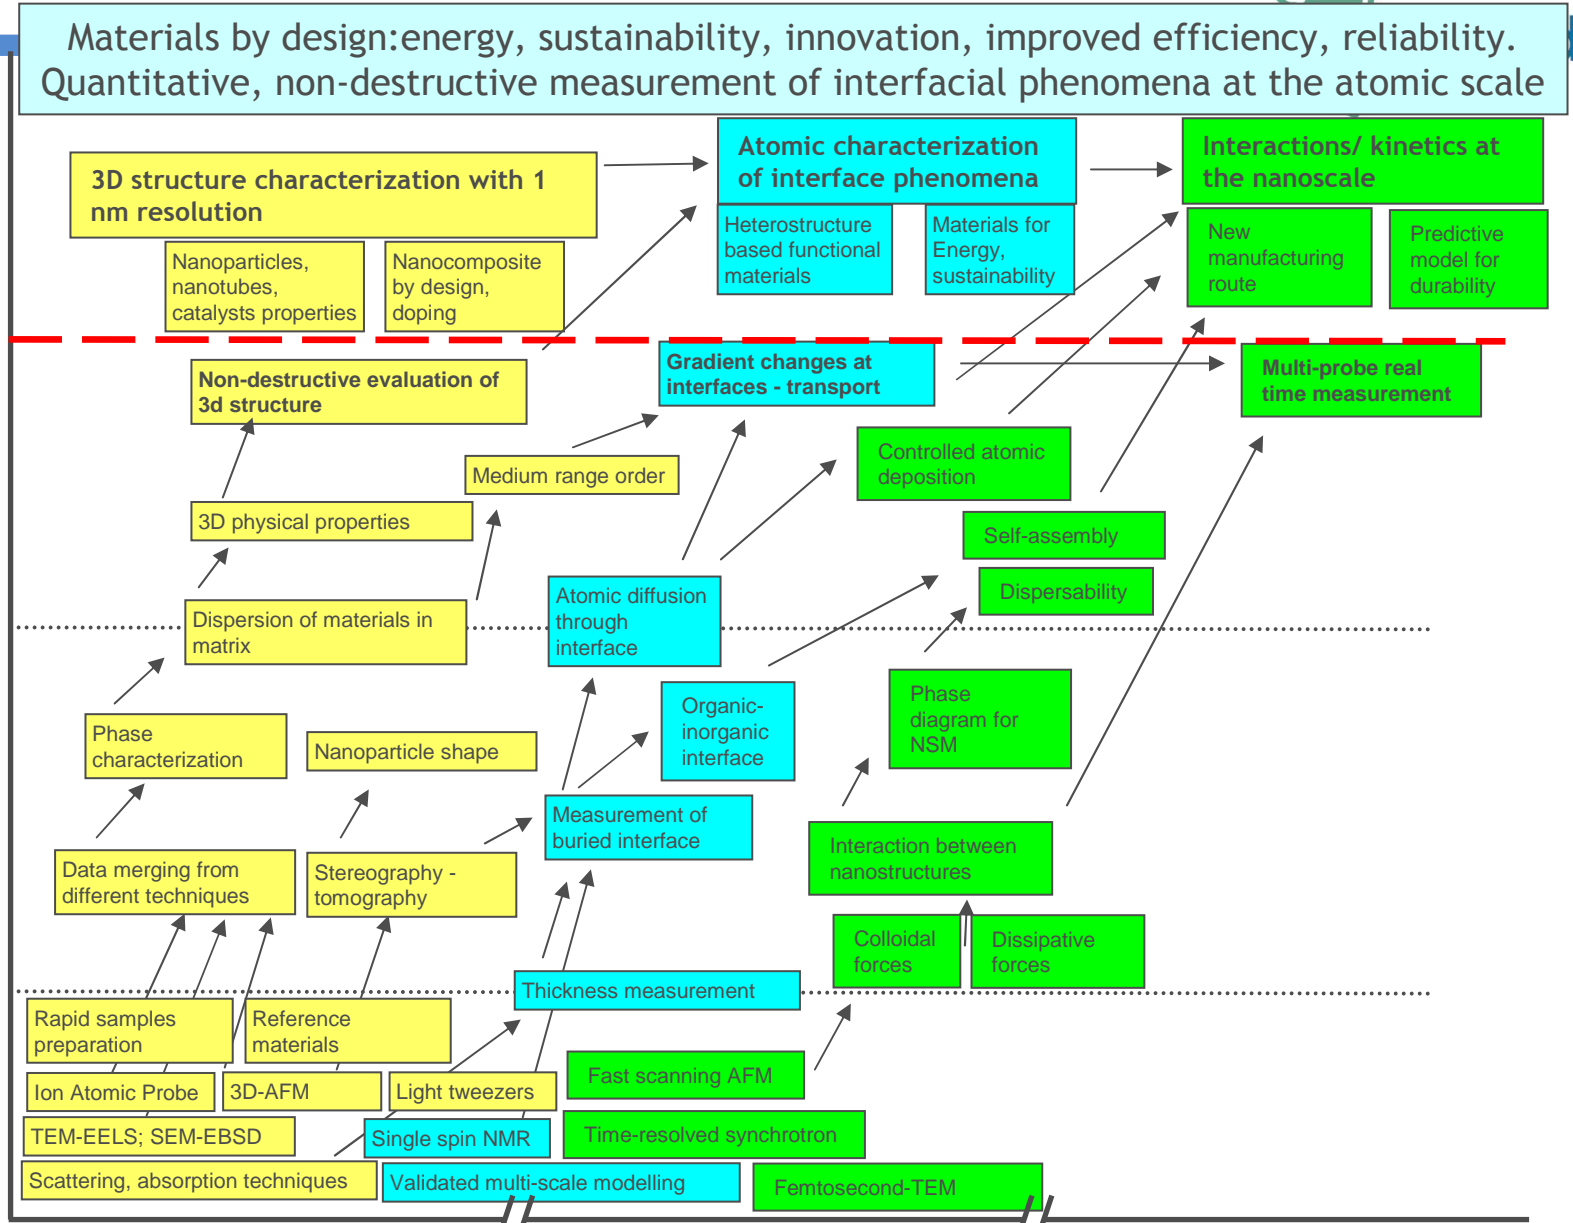 Materials by design:energy, sustainability, innovation, improved efficiency, reliability.
Quantitative, non-destructive measurement of interfacial phenomena at the atomic scale
3D structure characterization with 1
nm resolution
Atomic characterization
of interface phenomena
Interactions/ kinetics at
the nanoscale
Nanoparticles,
nanotubes,
catalysts properties
Nanocomposite
by design,
doping
Heterostructure
based functional
materials
Materials for
Energy,
sustainability
New
manufacturing
route
Predictive
model for
durability
Non-destructive evaluation of
3d structure
Gradient changes at
interfaces - transport
Multi-probe real
time measurement
Medium range order
Controlled atomic
deposition
3D physical properties
Self-assembly
Dispersability
Dispersion of materials in
matrix
Atomic diffusion
through
interface
Phase
characterization
Nanoparticle shape
Organic-
inorganic
interface
Phase
diagram for
NSM
Measurement of
buried interface
Interaction between
nanostructures
Data merging from
different techniques
Stereography -
tomography
Colloidal
forces
Dissipative
forces
Thickness measurement
Rapid samples
preparation
Reference
materials
Ion Atomic Probe
3D-AFM
Light tweezers
Fast scanning AFM
TEM-EELS; SEM-EBSD
Single spin NMR
Time-resolved synchrotron
Scattering, absorption techniques
Validated multi-scale modelling
Femtosecond-TEM